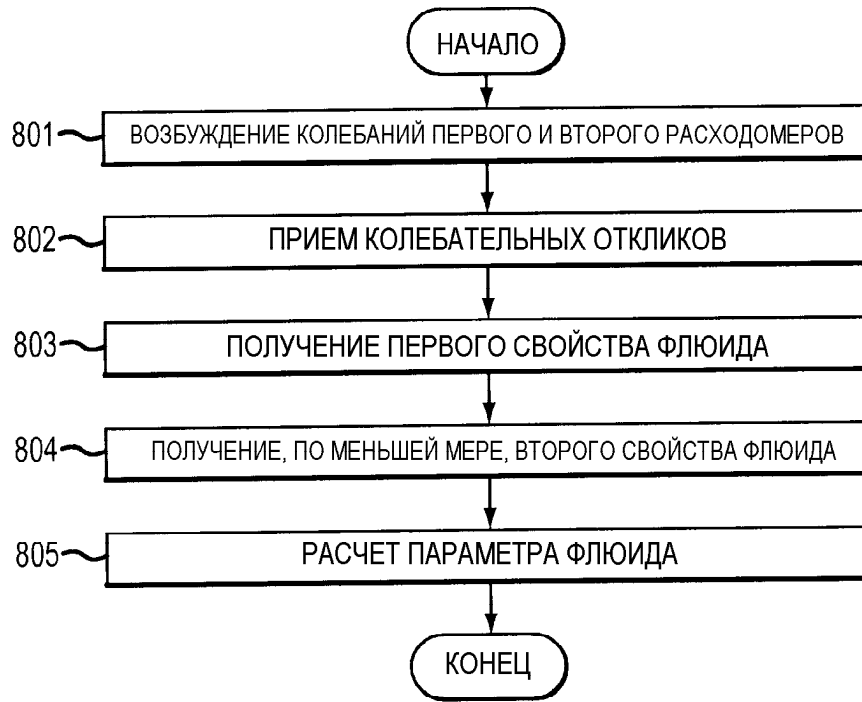 НАЧАЛО
801 ВОЗБУЖДЕНИЕ КОЛЕБАНИЙ ПЕРВОГО И ВТОРОГО РАСХОДОМЕРОВ
802 ПРИЕМ КОЛЕБАТЕЛЬНЫХ ОТКЛИКОВ
803 ПОЛУЧЕНИЕ ПЕРВОГО СВОЙСТВА ФЛЮИДА
804 ПОЛУЧЕНИЕ, ПО МЕНЬШЕЙ МЕРЕ, ВТОРОГО СВОЙСТВА ФЛЮИДА
805 РАСЧЕТ ПАРАМЕТРА ФЛЮИДА
КОНЕЦ